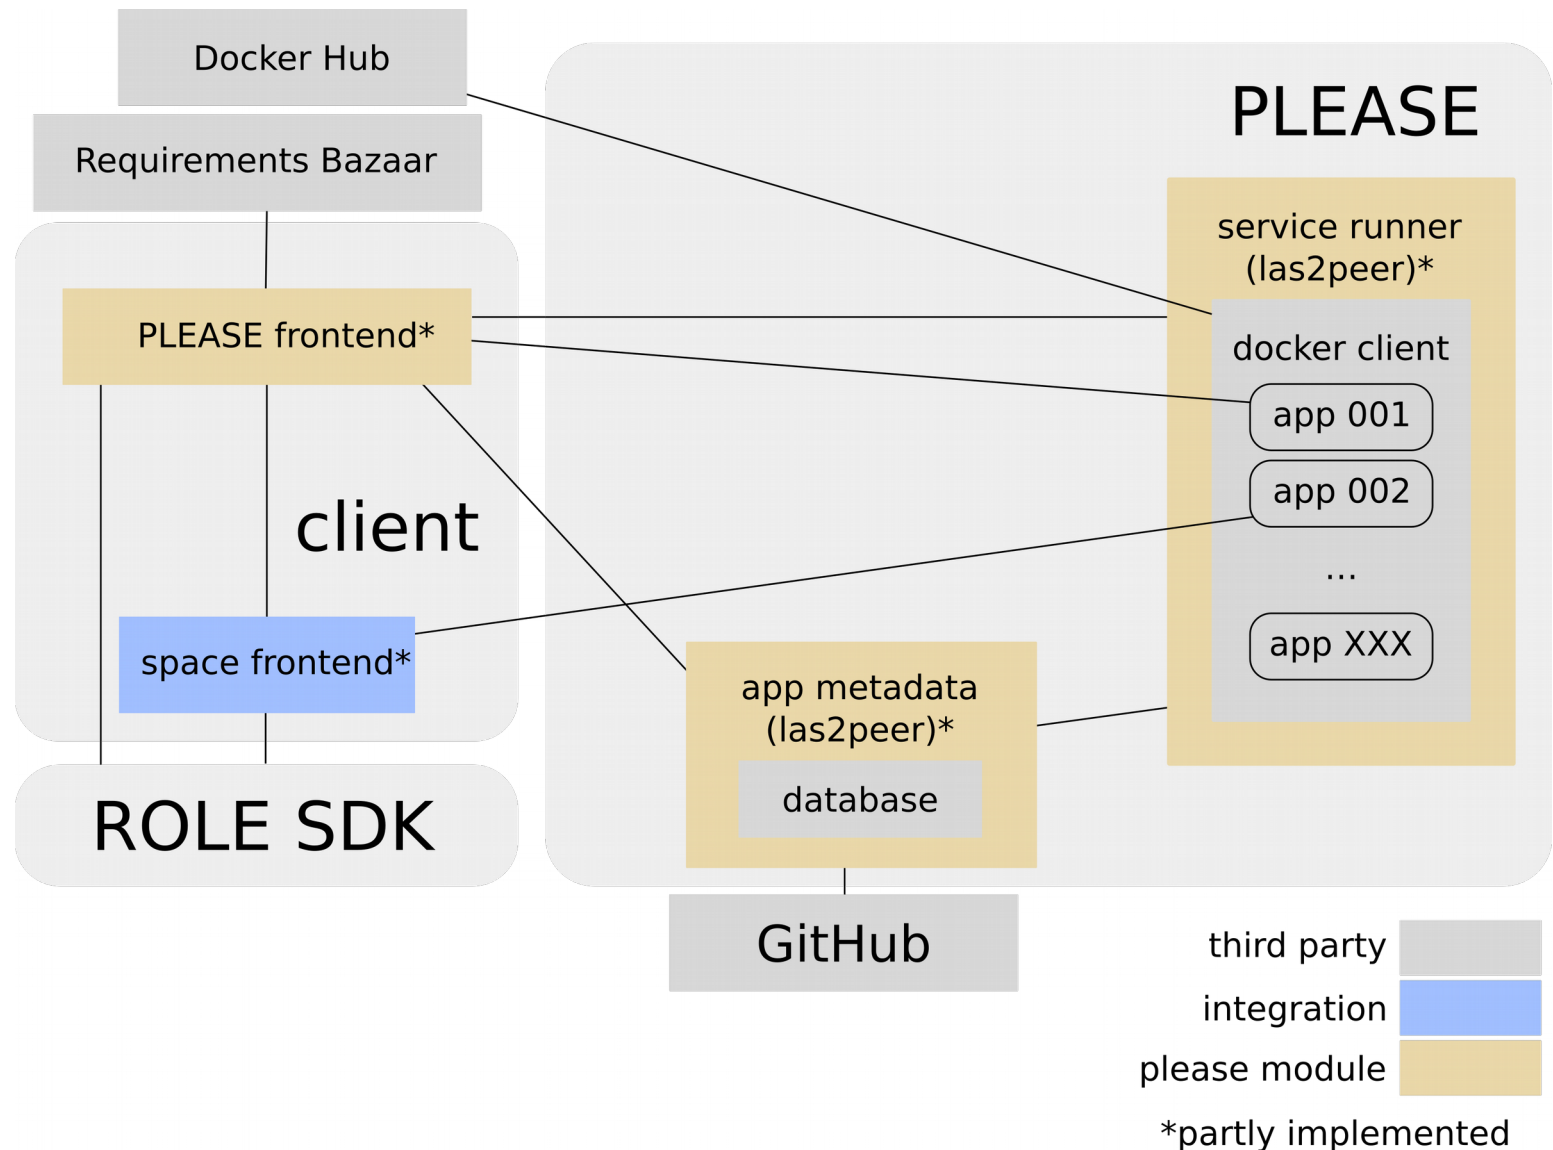 Docker Hub
Requirements Bazaar
PLEASE
service runner
(las2peer)*
PLEASE frontend*
docker client
app 001
app 002
...
app XXX
client
space frontend*
app metadata
(las2peer)*
database
ROLE SDK
GitHub
third party
integration
please module
*partly implemented